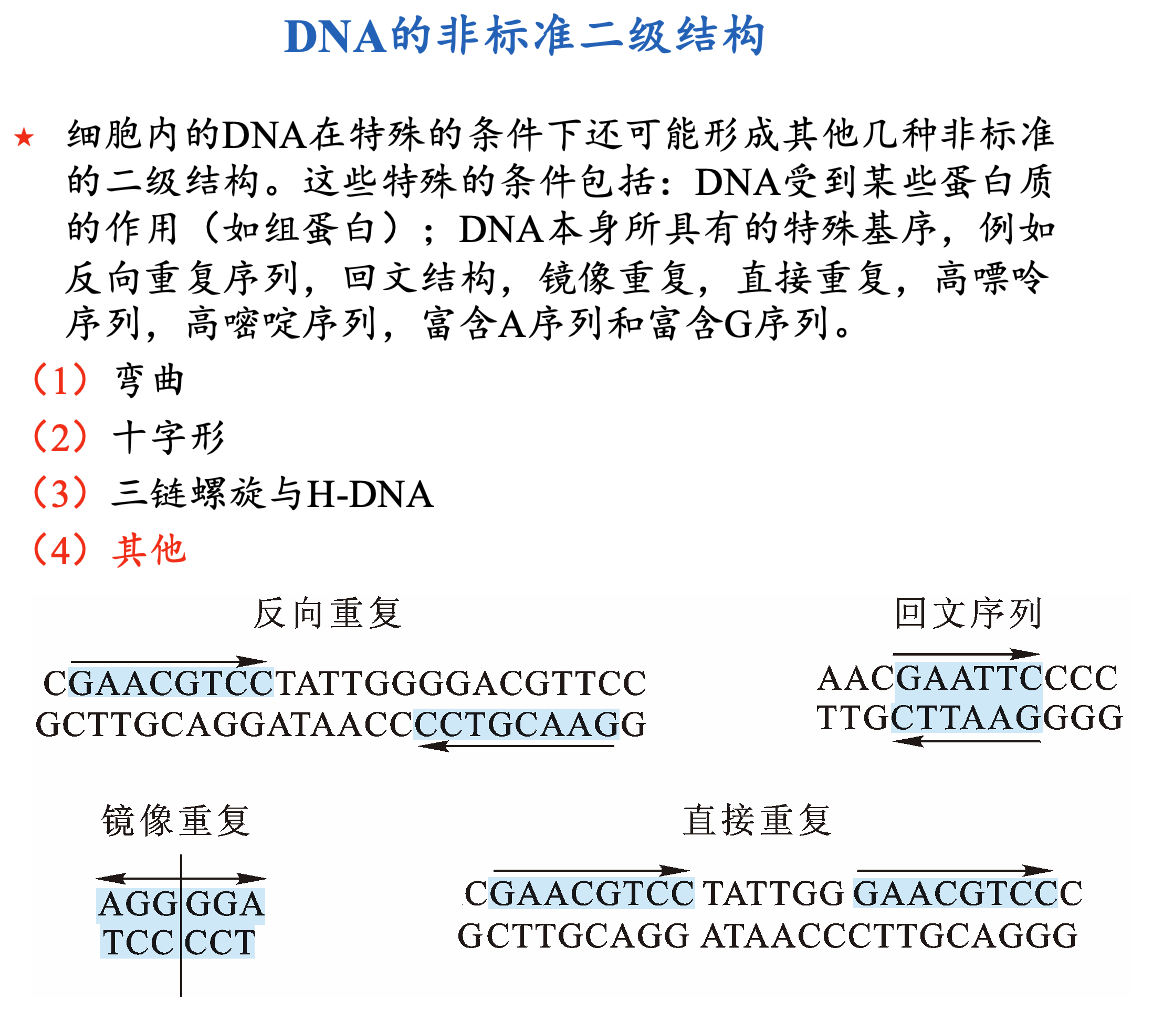 DNA的非标准二级结构
★ 细胞内的DNA在特殊的条件下还可能形成其他几种非标准
的二级结构。这些特殊的条件包括：DNA受到某些蛋白质
的作用（如组蛋白）；DNA本身所具有的特殊基序，例如
反向重复序列，回文结构，镜像重复，直接重复，高嘌呤
序列，高嘧啶序列，富含A序列和富含G序列。
（1）弯曲
（2）十字形
（3）三链螺旋与H-DNA
（4）其他
反向重复
CGAACGTCCTATTGGGGACGTTCC
GCTTGCAGGATAACCCCTGCAAGG
回文序列
AACGAATTCCCC
TTGCTTAAGGGG
镜像重复
AGG GGA
TCC CCT
直接重复
CGAACGTCC TATTGG GAACGTCCC
GCTTGCAGG ATAACCCTTGCAGGG